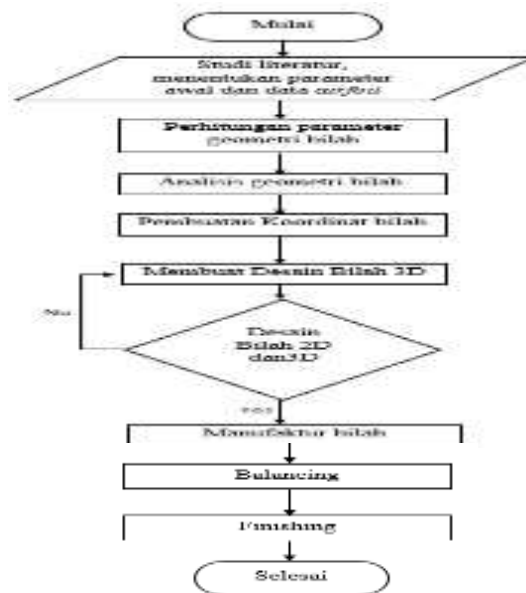 Mulai
Studi literatur,
menentukan parameter
awal dan data airfoil
Perhitungan parameter
geometri bilah
Analisis geometri bilah
Pembuatan Koordinat bilah
Membuat Desain Bilah 3D
No
Desain
Bilah 2D
dan3D
yes
Manufaktur bilah
Balancing
Finishing
Selesai